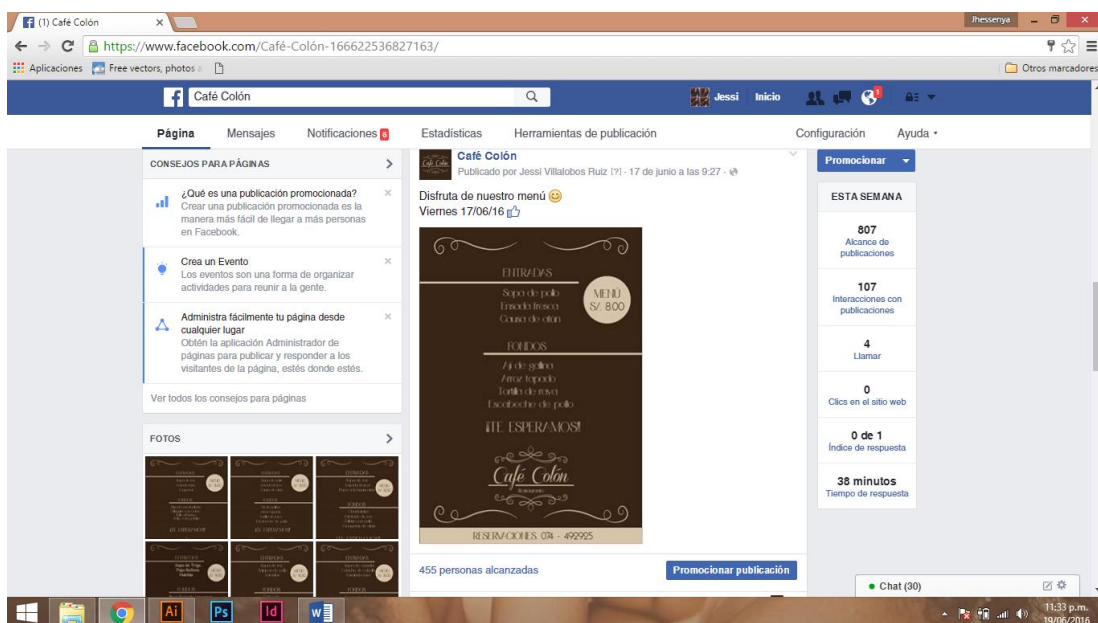 (1) Café Colón
Jhessenya
https://www.facebook.com/Café-Colón-166622536827163/
Aplicaciones
Free vectors, photos
Otros marcadores
Café Colón
Jessi
Inicio
1
Página
Mensajes
Notificaciones 6
Estadísticas
Herramientas de publicación
Configuración
Ayuda
CONSEJOS PARA PÁGINAS
¿Qué es una publicación promocionada?
Crear una publicación promocionada es la
manera más fácil de llegar a más personas
en Facebook.
Crea un Evento
Los eventos son una forma de organizar
actividades para reunir a la gente.
Administra fácilmente tu página desde
cualquier lugar
Obtén la aplicación Administrador de
páginas para publicar y responder a los
visitantes de la página, estés donde estés.
Ver todos los consejos para páginas
FOTOS
Café Colón
Publicado por Jessi Villalobos Ruiz [?] · 17 de junio a las 9:27 ·
Disfruta de nuestro menú
Viernes 17/06/16
ENTRADAS
Sopa de pollo
Ensada fresca
Causa de atún
MENÚ
S/. 8.00
FONDOS
Ají de gallina
Arroz tapado
Tortilla de raya
Escabeche de pollo
¡TE ESPERAMOS!
Café Colón
Restaurante
RESERVACIONES 074 - 492925
455 personas alcanzadas
Promocionar publicación
Promocionar
ESTA SEMANA
807
Alcance de
publicaciones
107
Interacciones con
publicaciones
4
Llamar
0
Clics en el sitio web
0 de 1
Índice de respuesta
38 minutos
Tiempo de respuesta
Chat (30)
Ai
Ps
Id
11:33 p.m.
19/06/2016